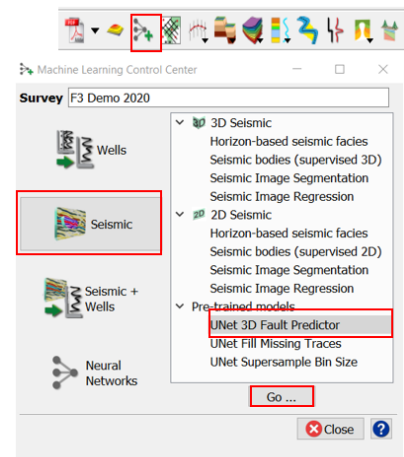 Machine Learning Control Center
Survey F3 Demo 2020
Wells
Seismic
Seismic +
Wells
Neural
Networks
3D 3D Seismic
Horizon-based seismic facies
Seismic bodies (supervised 3D)
Seismic Image Segmentation
Seismic Image Regression
2D 2D Seismic
Horizon-based seismic facies
Seismic bodies (supervised 2D)
Seismic Image Segmentation
Seismic Image Regression
Pre-trained models
UNet 3D Fault Predictor
UNet Fill Missing Traces
UNet Supersample Bin Size
Go ...
Close ?